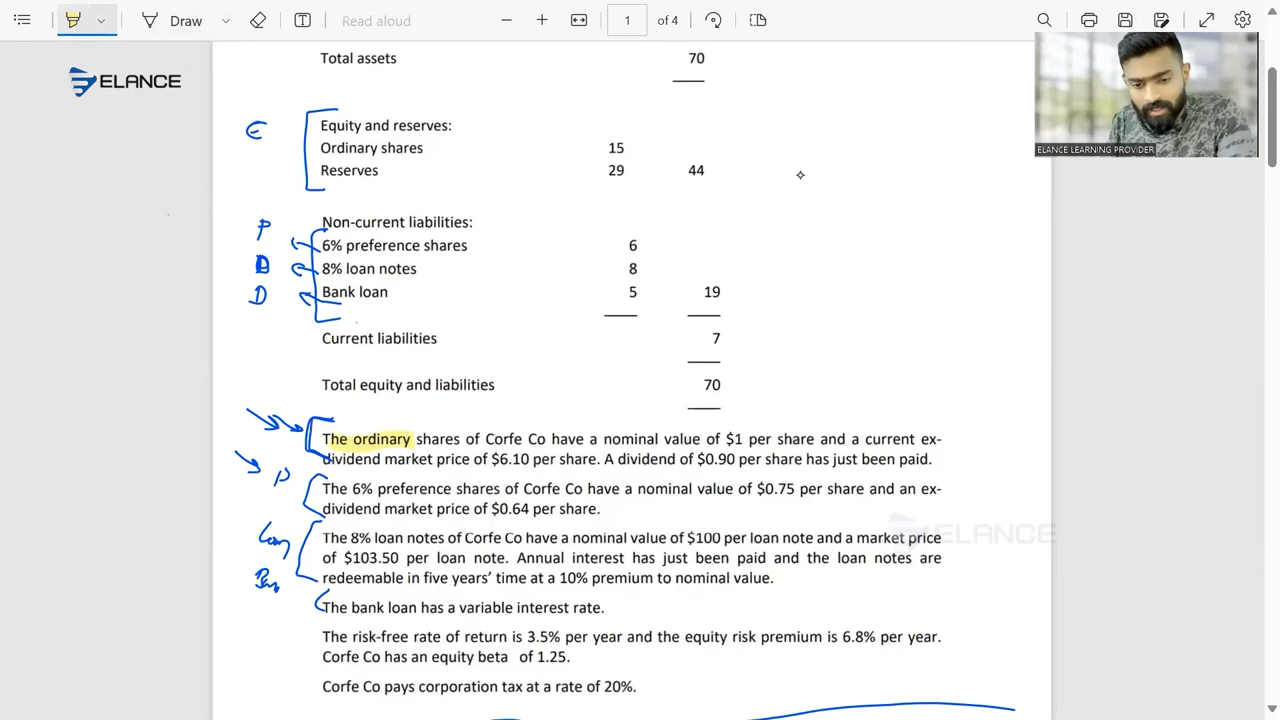 Draw
Read aloud
1 of 4
ELANCE
ELANCE LEARNING PROVIDER
Total assets 70
E
Equity and reserves:
Ordinary shares 15
Reserves 29 44
Non-current liabilities:
P 6% preference shares 6
D 8% loan notes 8
D Bank loan 5 19
Current liabilities 7
Total equity and liabilities 70
The ordinary shares of Corfe Co have a nominal value of $1 per share and a current ex-
dividend market price of $6.10 per share. A dividend of $0.90 per share has just been paid.
P
The 6% preference shares of Corfe Co have a nominal value of $0.75 per share and an ex-
dividend market price of $0.64 per share.
ELANCE
The 8% loan notes of Corfe Co have a nominal value of $100 per loan note and a market price
of $103.50 per loan note. Annual interest has just been paid and the loan notes are
redeemable in five years' time at a 10% premium to nominal value.
The bank loan has a variable interest rate.
The risk-free rate of return is 3.5% per year and the equity risk premium is 6.8% per year.
Corfe Co has an equity beta of 1.25.
Corfe Co pays corporation tax at a rate of 20%.